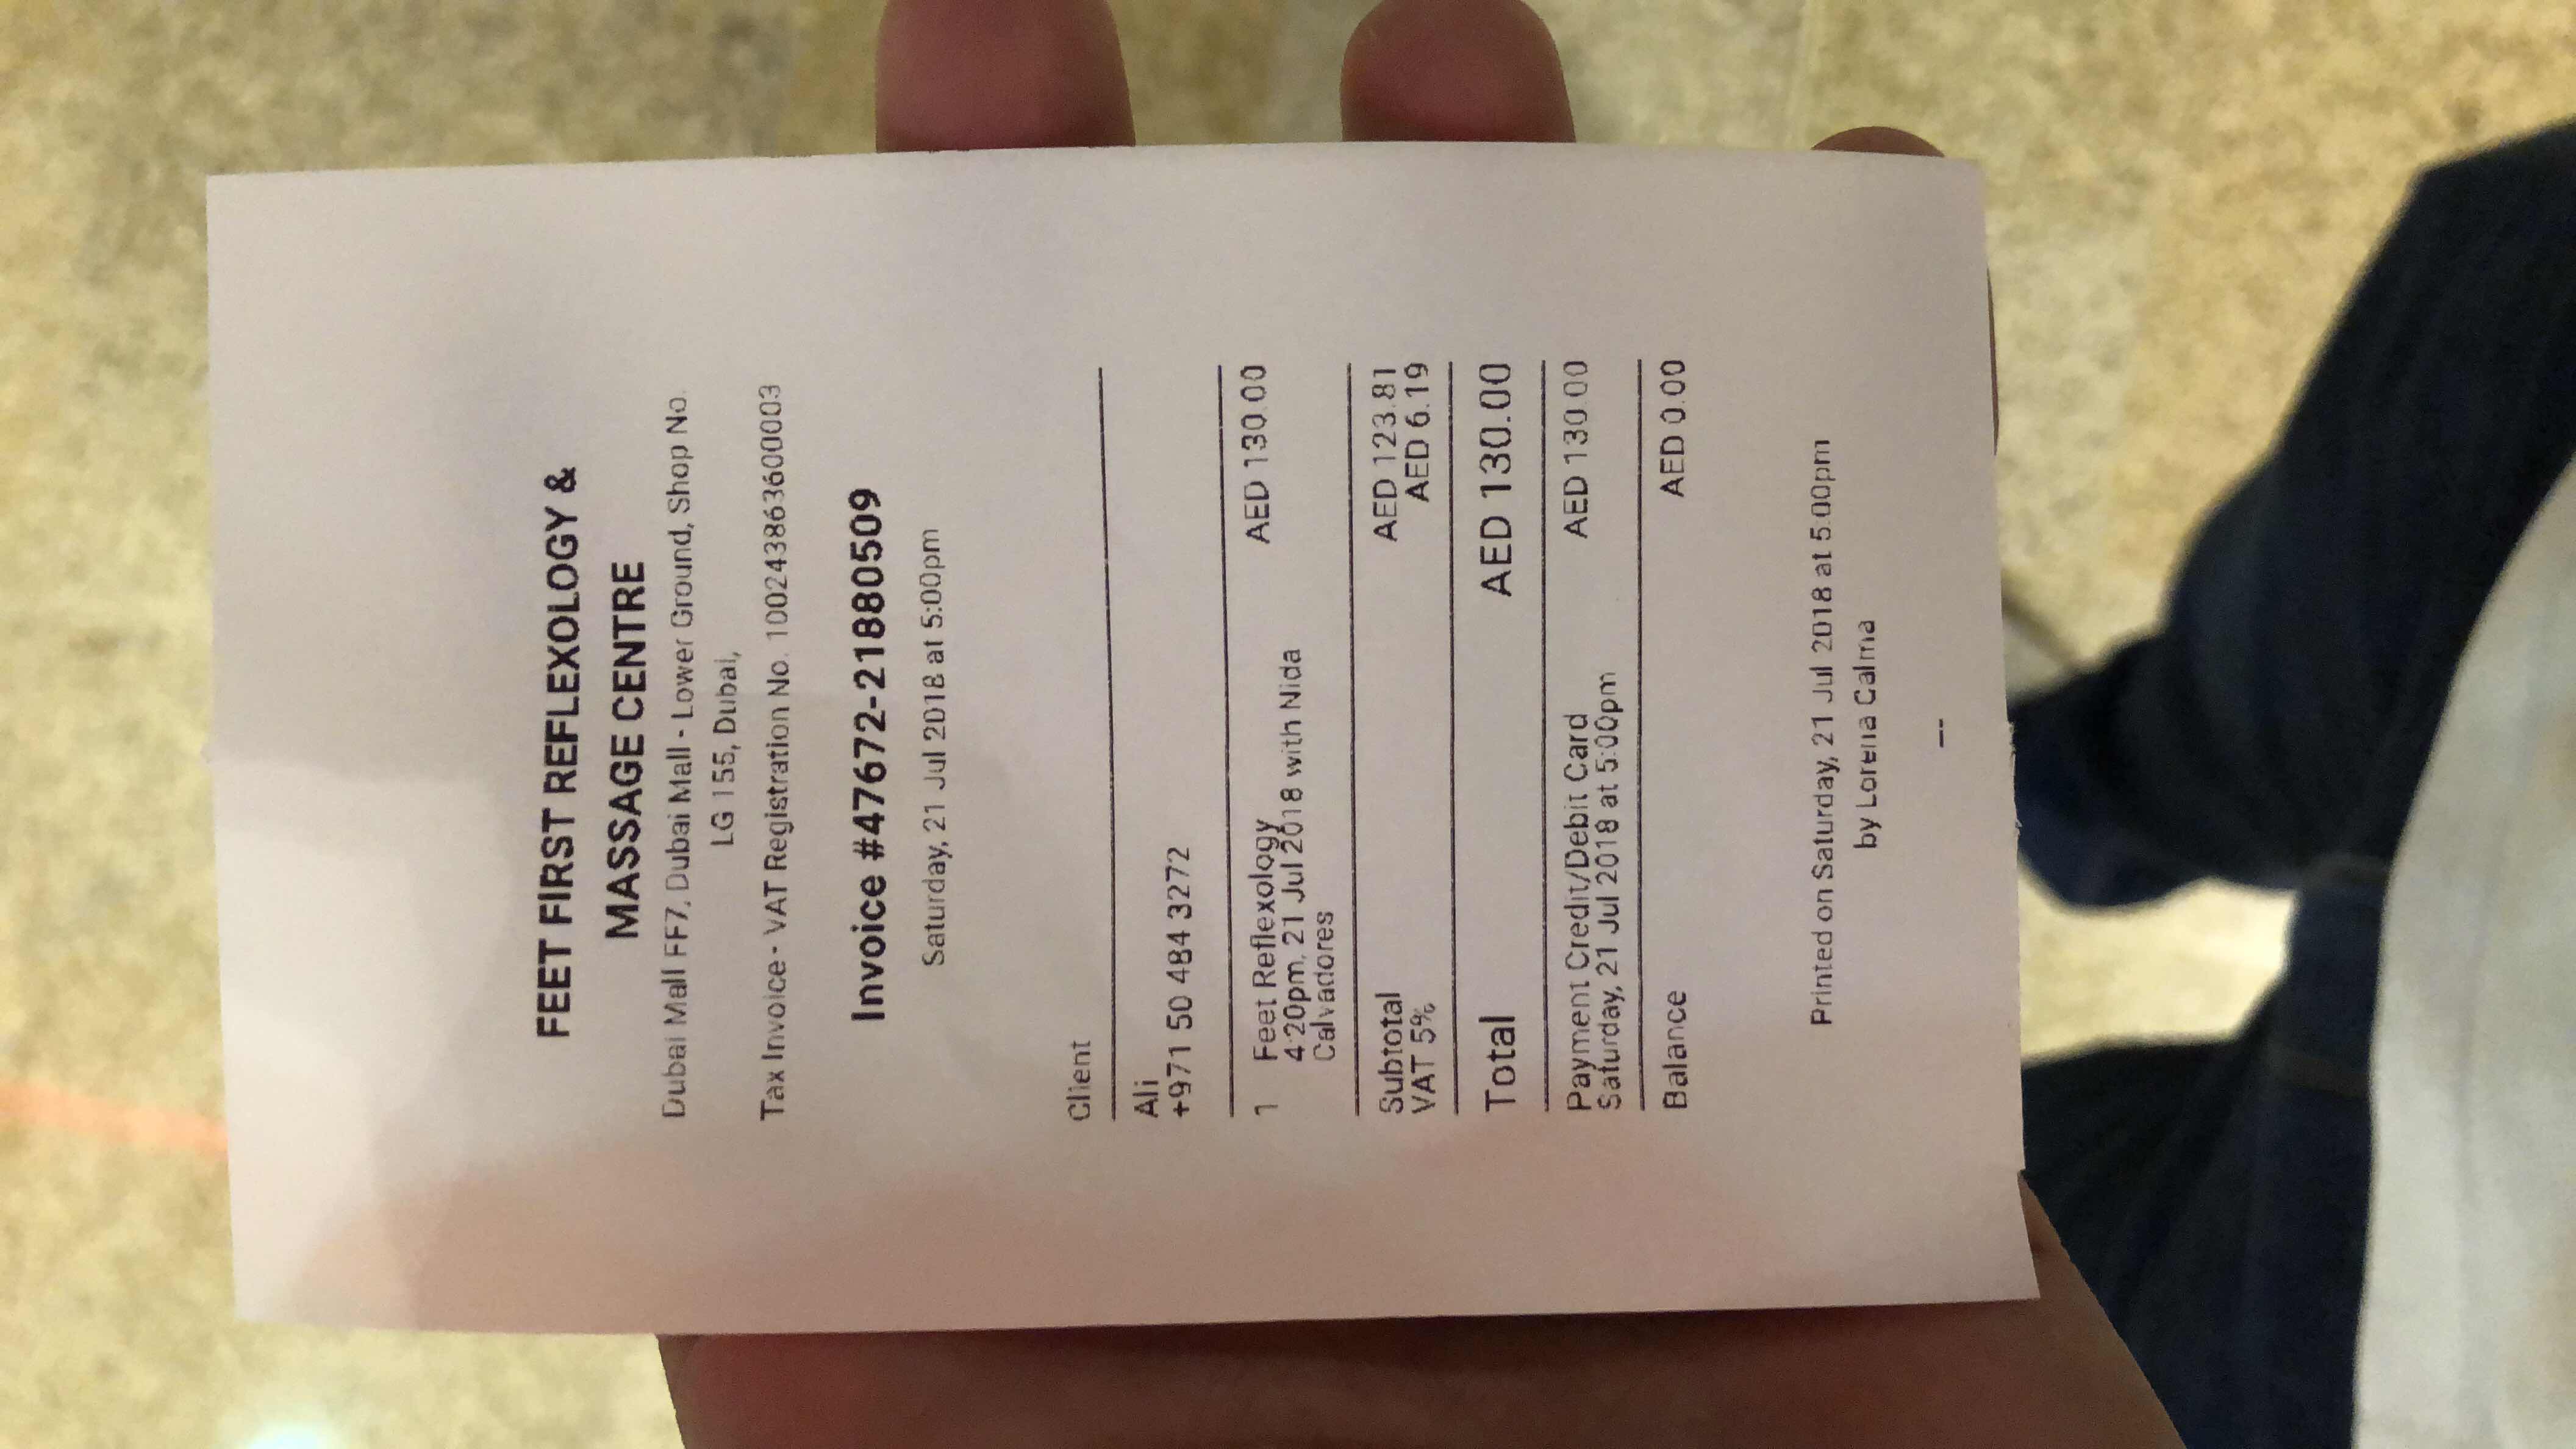 FEET FIRST REFLEXOLOGY &
MASSAGE CENTRE
Dubai Mall FF7, Dubai Mall - Lower Ground, Shop No.
LG 155, Dubai,
Tax Invoice - VAT Registration No. 100243863600003
Invoice #47672-21880509
Saturday, 21 Jul 2018 at 5:00pm
Client
Ali
+971 50 484 3272
1 Feet Reflexology AED 130.00
4:20pm, 21 Jul 2018 with Nida
Calvadores
Subtotal AED 123.81
VAT 5% AED 6.19
Total AED 130.00
Payment Credit/Debit Card AED 130.00
Saturday, 21 Jul 2018 at 5:00pm
Balance AED 0.00
Printed on Saturday, 21 Jul 2018 at 5:00pm
by Lorena Calma
---